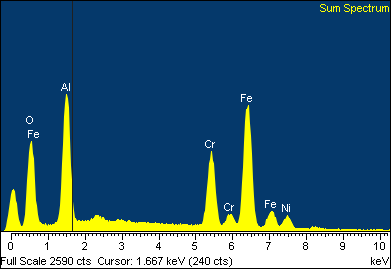 Sum Spectrum
Al
O
Fe
Fe
Cr
Cr
Fe
Ni
0 1 2 3 4 5 6 7 8 9 10
Full Scale 2590 cts Cursor: 1.667 keV (240 cts) keV